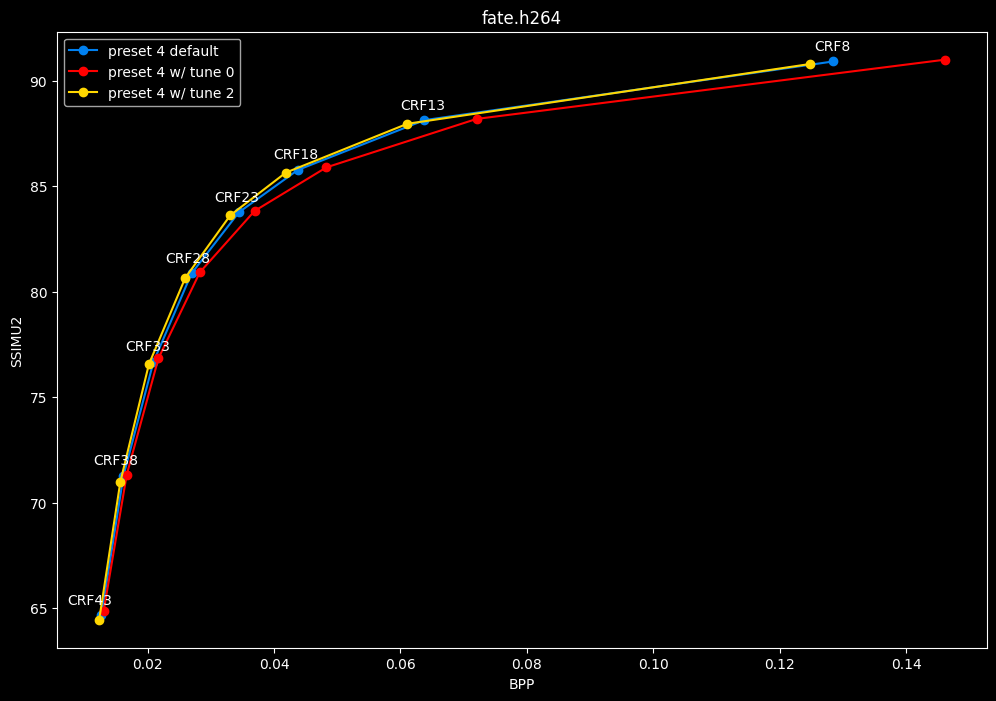 fate.h264
preset 4 default
preset 4 w/ tune 0
preset 4 w/ tune 2
CRF8
CRF13
CRF18
CRF23
CRF28
CRF33
CRF38
CRF43
90
85
80
75
70
65
SSIMU2
0.02 0.04 0.06 0.08 0.10 0.12 0.14
BPP